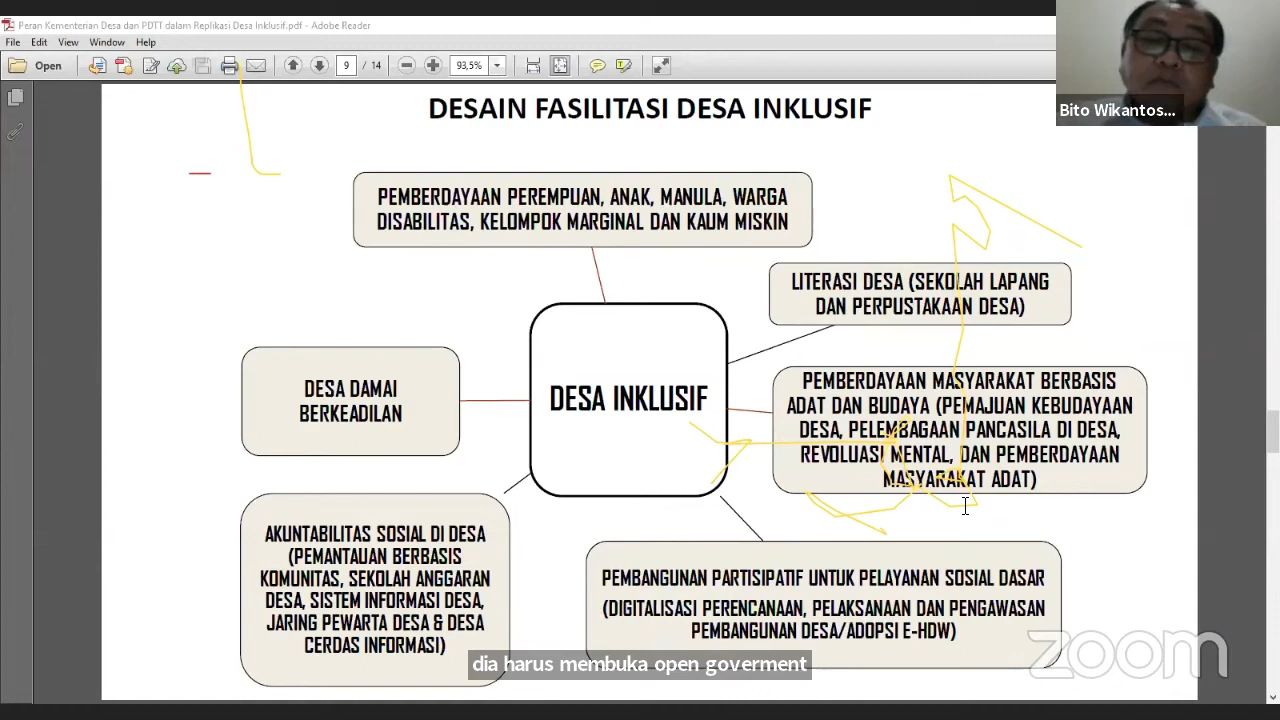 Peran Kementerian Desa dan PDTT dalam Replikasi Desa Inklusif.pdf - Adobe Reader
File Edit View Window Help
Open 9 / 14 93,5%
Bito Wikantos...
DESAIN FASILITASI DESA INKLUSIF
PEMBERDAYAAN PEREMPUAN, ANAK, MANULA, WARGA
DISABILITAS, KELOMPOK MARGINAL DAN KAUM MISKIN
LITERASI DESA (SEKOLAH LAPANG
DAN PERPUSTAKAAN DESA)
DESA DAMAI
BERKEADILAN
DESA INKLUSIF
PEMBERDAYAAN MASYARAKAT BERBASIS
ADAT DAN BUDAYA (PEMAJUAN KEBUDAYAAN
DESA, PELEMBAGAAN PANCASILA DI DESA,
REVOLUASI MENTAL, DAN PEMBERDAYAAN
MASYARAKAT ADAT)
AKUNTABILITAS SOSIAL DI DESA
(PEMANTAUAN BERBASIS
KOMUNITAS, SEKOLAH ANGGARAN
DESA, SISTEM INFORMASI DESA,
JARING PEWARTA DESA & DESA
CERDAS INFORMASI)
PEMBANGUNAN PARTISIPATIF UNTUK PELAYANAN SOSIAL DASAR
(DIGITALISASI PERENCANAAN, PELAKSANAAN DAN PENGAWASAN
PEMBANGUNAN DESA/ADOPSI E-HDW)
zoom
dia harus membuka open goverment